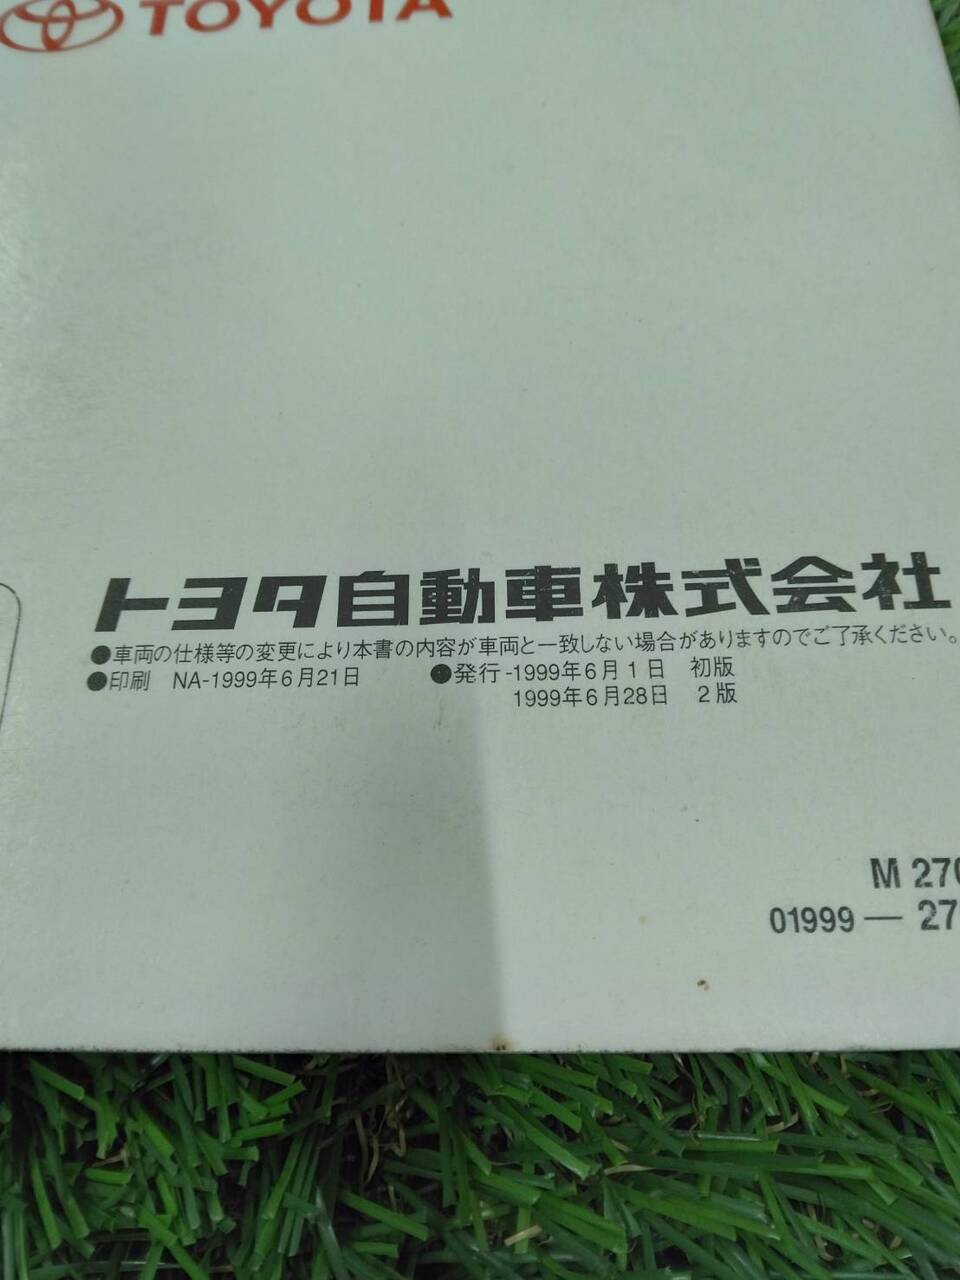 TOYOTA
トヨタ自動車株式会社
●車両の仕様等の変更により本書の内容が車両と一致しない場合がありますのでご了承ください。
●印刷 NA-1999年6月21日 ●発行-1999年6月1日 初版
1999年6月28日 2版
M 270
01999 — 27